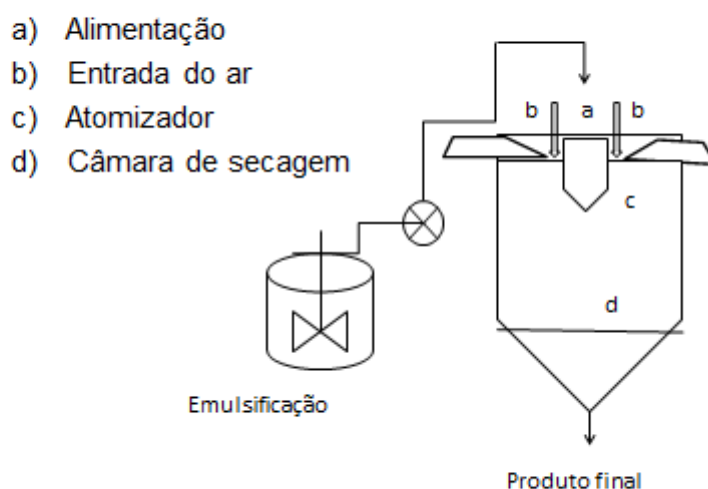 a) Alimentação
b) Entrada do ar
c) Atomizador
d) Câmara de secagem
b a b
c
d
Emulsificação
Produto final